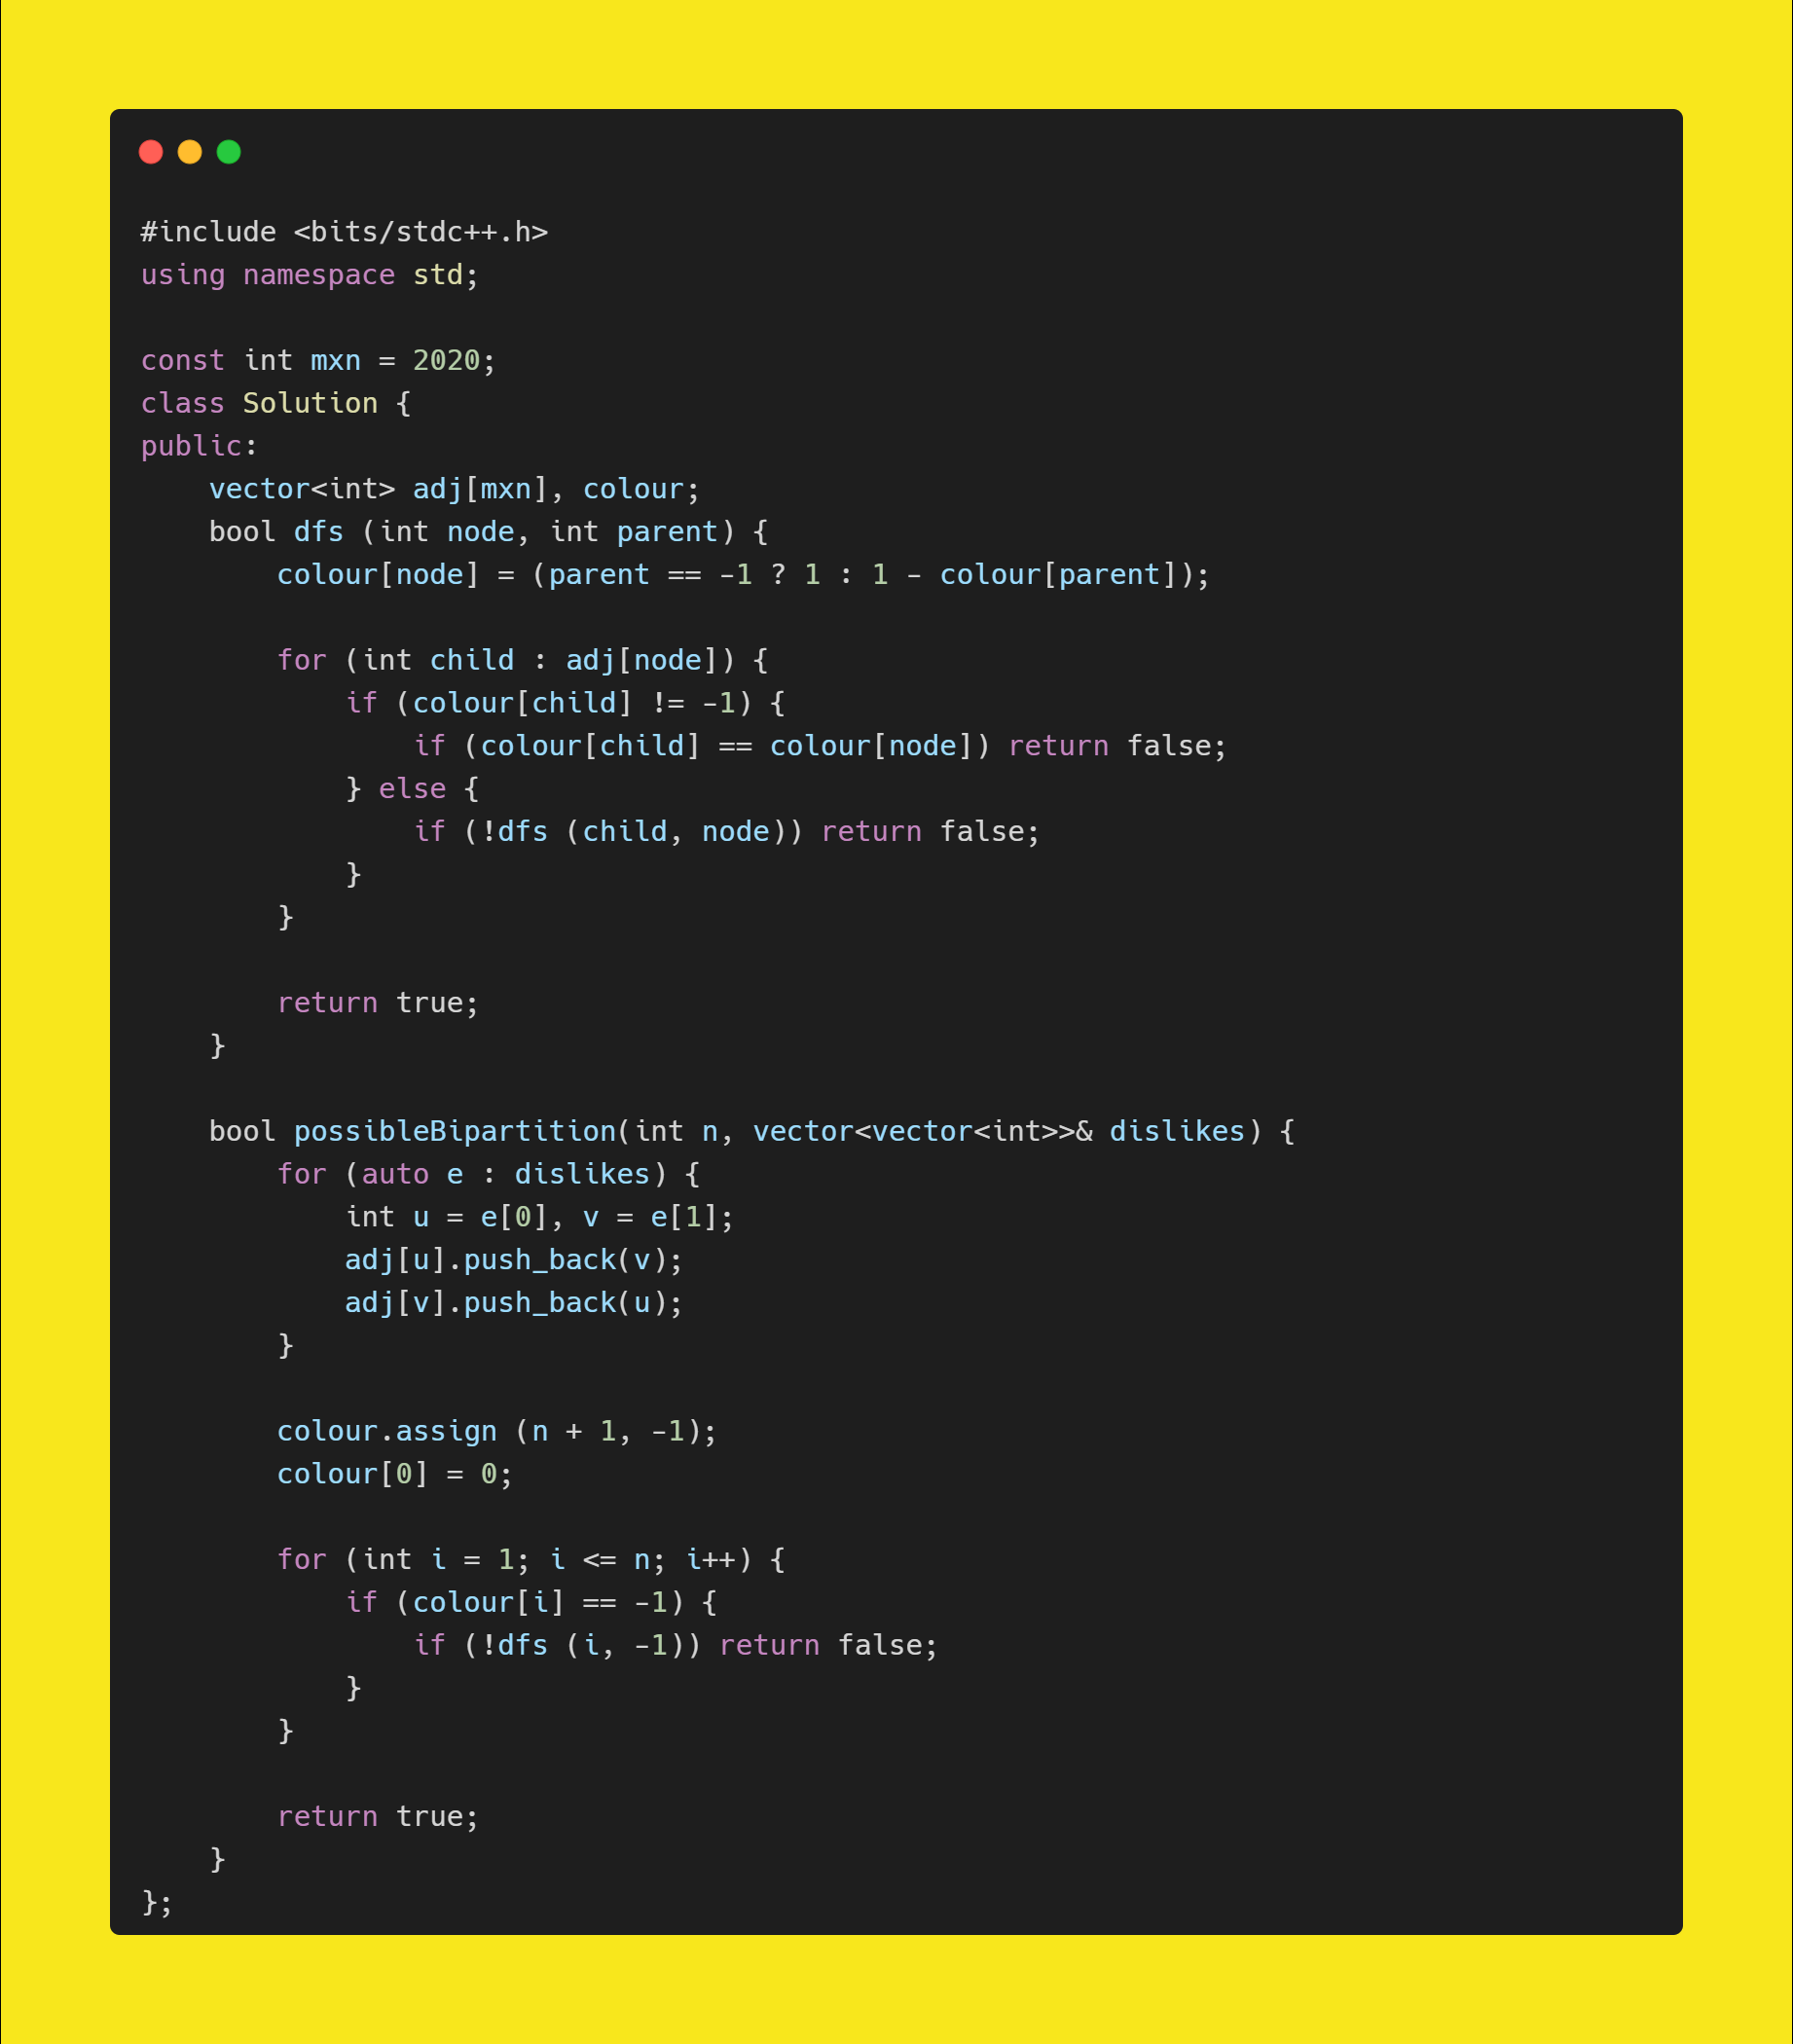 #include <bits/stdc++.h>
using namespace std;

const int mxn = 2020;
class Solution {
public:
    vector<int> adj[mxn], colour;
    bool dfs (int node, int parent) {
        colour[node] = (parent == -1 ? 1 : 1 - colour[parent]);

        for (int child : adj[node]) {
            if (colour[child] != -1) {
                if (colour[child] == colour[node]) return false;
            } else {
                if (!dfs (child, node)) return false;
            }
        }

        return true;
    }

    bool possibleBipartition(int n, vector<vector<int>>& dislikes) {
        for (auto e : dislikes) {
            int u = e[0], v = e[1];
            adj[u].push_back(v);
            adj[v].push_back(u);
        }

        colour.assign (n + 1, -1);
        colour[0] = 0;

        for (int i = 1; i <= n; i++) {
            if (colour[i] == -1) {
                if (!dfs (i, -1)) return false;
            }
        }

        return true;
    }
};